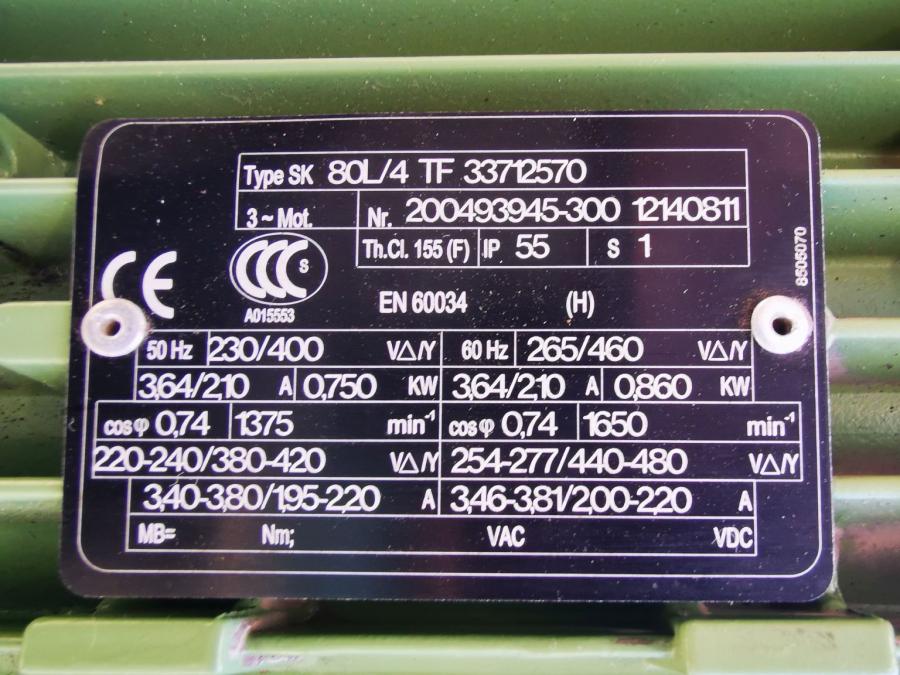 Type SK 80L/4 TF 33712570
3~Mot. Nr. 200493945-300 12140811
Th.Cl. 155 (F) IP 55 S 1
6505070
CE
CCC S
A015553
EN 60034 (H)
50 Hz 230/400 V△/Y 60 Hz 265/460 V△/Y
3,64/2,10 A 0,750 KW 3,64/2,10 A 0,860 KW
cosφ 0,74 1375 min⁻¹ cosφ 0,74 1650 min⁻¹
220-240/380-420 V△/Y 254-277/440-480 V△/Y
3,40-3,80/1,95-2,20 A 3,46-3,81/2,00-2,20 A
MB= Nm; VAC VDC